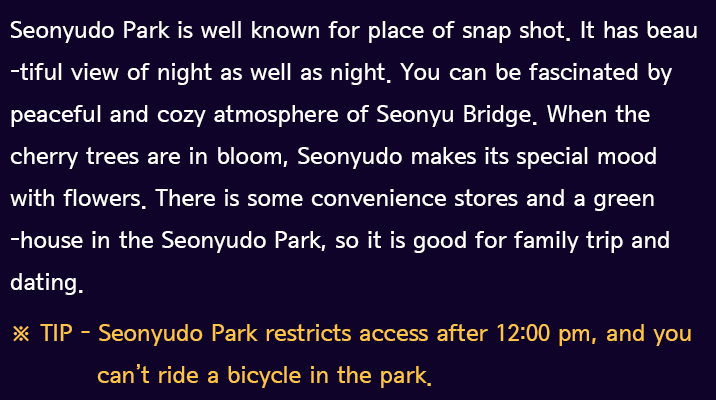 Seonyudo Park is well known for place of snap shot. It has beau
-tiful view of night as well as night. You can be fascinated by
peaceful and cozy atmosphere of Seonyu Bridge. When the
cherry trees are in bloom, Seonyudo makes its special mood
with flowers. There is some convenience stores and a green
-house in the Seonyudo Park, so it is good for family trip and
dating.
※ TIP - Seonyudo Park restricts access after 12:00 pm, and you
can't ride a bicycle in the park.